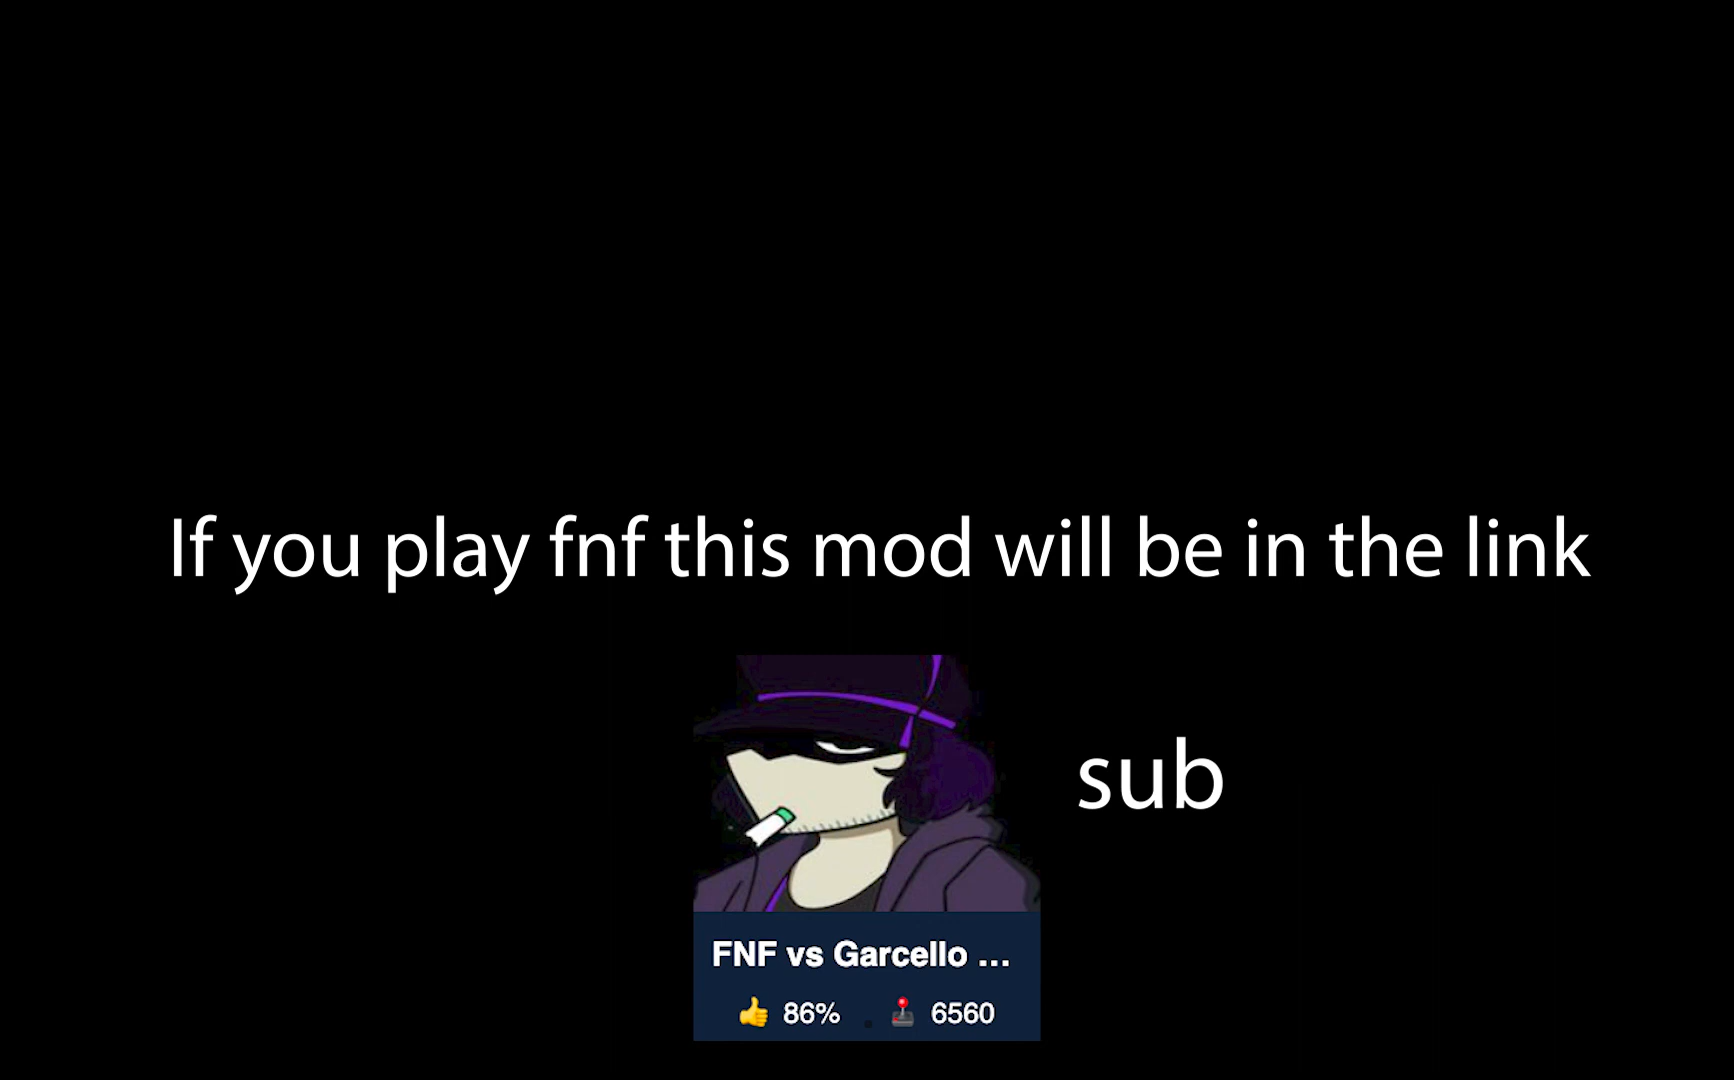 If you play fnf this mod will be in the link
sub
FNF vs Garcello ...
👍 86% 🕹️ 6560